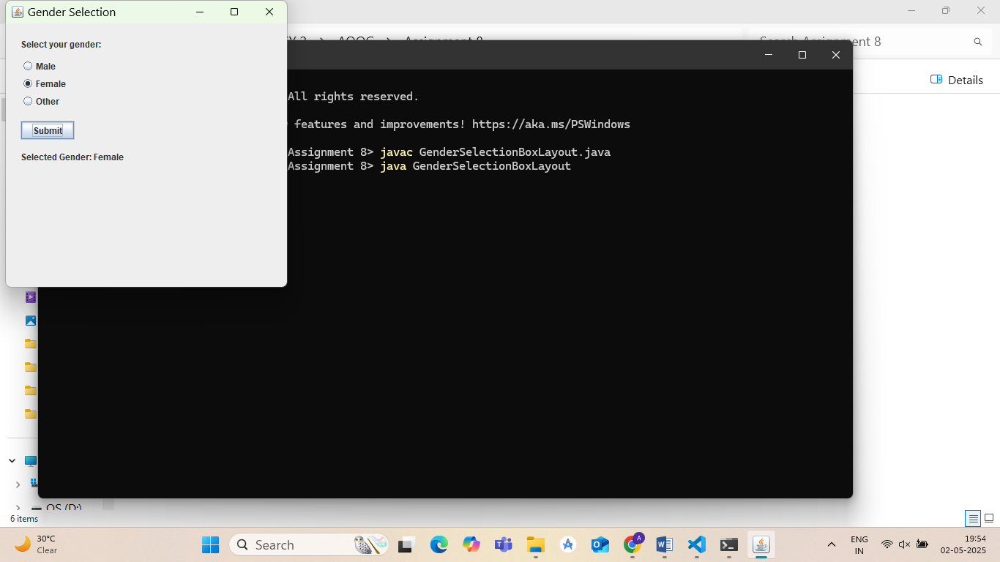 Gender Selection
Select your gender:
Male
Female
Other
Submit
Selected Gender: Female
Assignment 8
Search Assignment 8
Details
All rights reserved.
features and improvements! https://aka.ms/PSWindows
Assignment 8> javac GenderSelectionBoxLayout.java
Assignment 8> java GenderSelectionBoxLayout
OS (D:)
6 items
30°C
Clear
Search
A
ENG
IN
19:54
02-05-2025